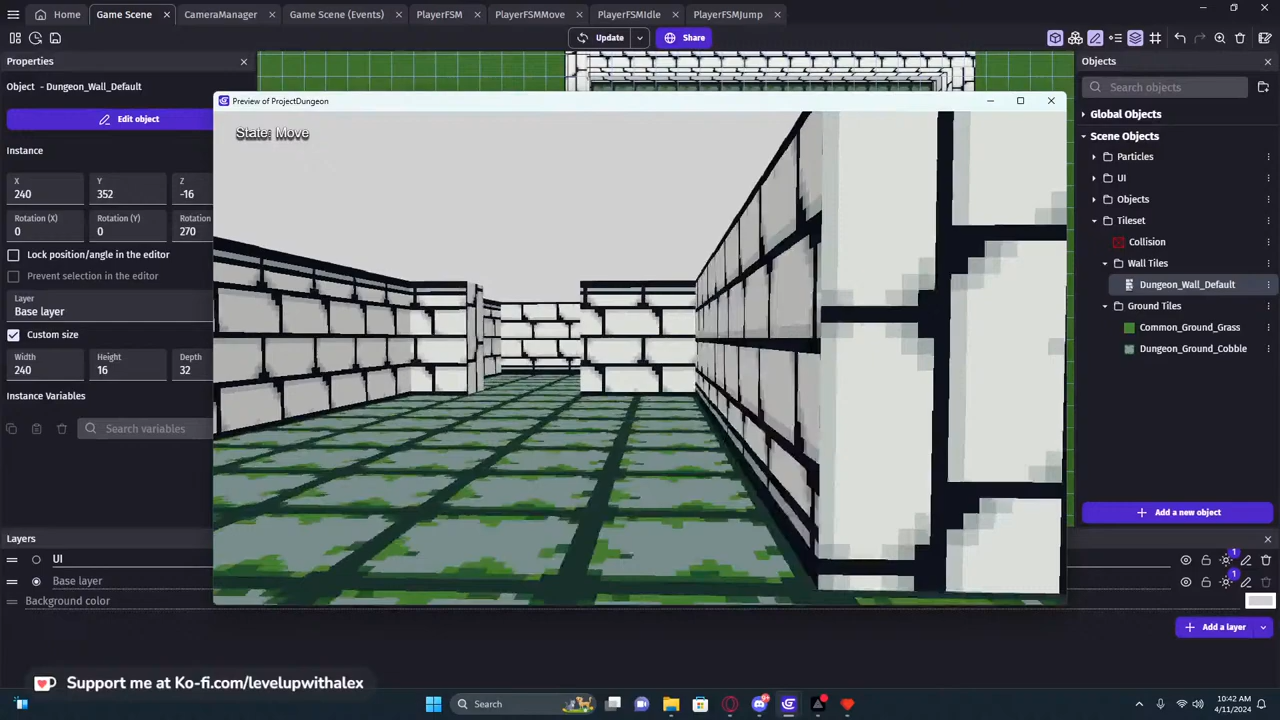 Home
Game Scene
CameraManager
Game Scene (Events)
PlayerFSM
PlayerFSMMove
PlayerFSMIdle
PlayerFSMJump
Update
Share
Properties
Object - Dungeon_Wall_Default
Edit object
Instance
X
240
Y
352
Z
-16
Rotation (X)
0
Rotation (Y)
0
Rotation
270
Lock position/angle in the editor
Prevent selection in the editor
Layer
Base layer
Custom size
Width
240
Height
16
Depth
32
Instance Variables
Search variables
Preview of ProjectDungeon
State: Move
Objects
Search objects
Global Objects
Scene Objects
Particles
UI
Objects
Tileset
Collision
Wall Tiles
Dungeon_Wall_Default
Ground Tiles
Common_Ground_Grass
Dungeon_Ground_Cobble
Add a new object
Layers
UI
1
Base layer
1
Background color
Add a layer
Support me at Ko-fi.com/levelupwithalex
Search
10:42 AM
4/11/2024